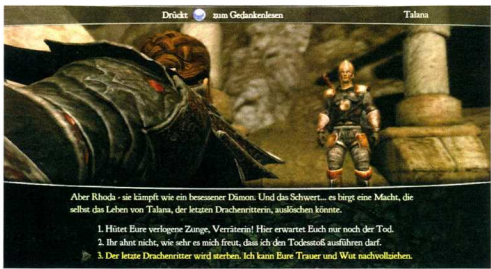 Drückt zum Gedankenlesen
Talana
Aber Rhoda - sie kämpft wie ein besessener Dämon. Und das Schwert... es birgt eine Macht, die
selbst das Leben von Talana, der letzten Drachenritterin, auslöschen könnte.
1. Hütet Eure verlogene Zunge, Verräterin! Hier erwartet Euch nur noch der Tod.
2. Ihr ahnt nicht, wie sehr es mich freut, dass ich den Todesstoß ausführen darf.
3. Der letzte Drachenritter wird sterben. Ich kann Eure Trauer und Wut nachvollziehen.